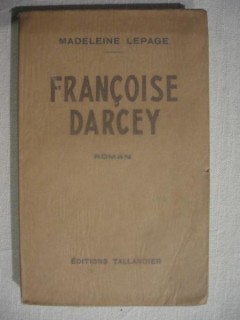 MADELEINE LEPAGE
FRANÇOISE
DARCEY
ROMAN
ÉDITIONS TALLANDIER